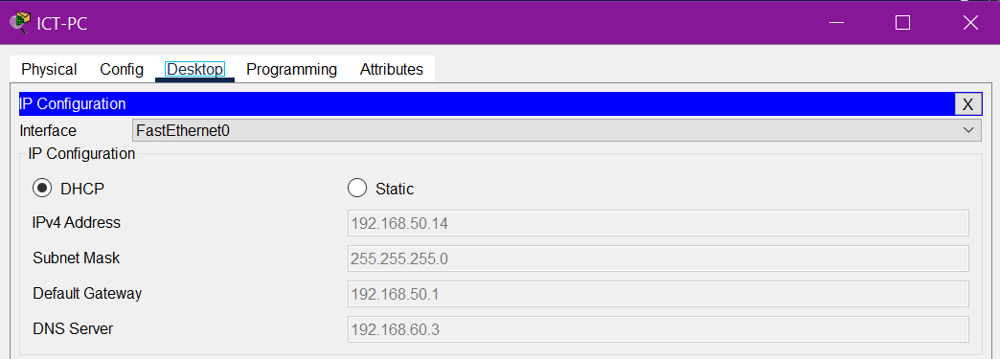 ICT-PC
Physical Config Desktop Programming Attributes
IP Configuration X
Interface FastEthernet0
IP Configuration
DHCP Static
IPv4 Address 192.168.50.14
Subnet Mask 255.255.255.0
Default Gateway 192.168.50.1
DNS Server 192.168.60.3